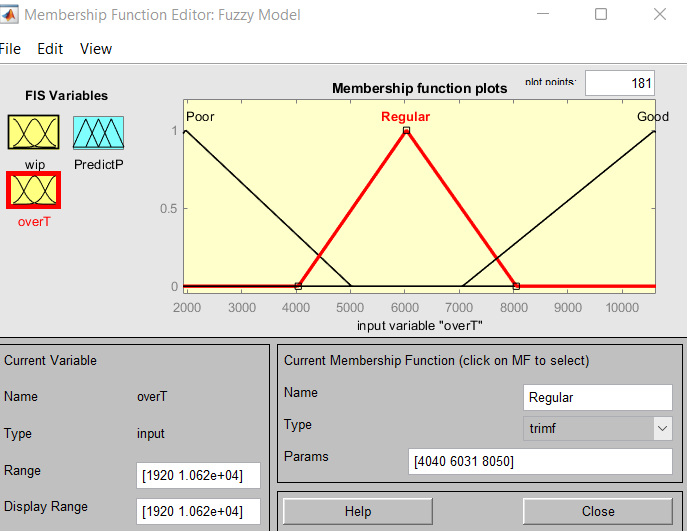 Membership Function Editor: Fuzzy Model
File Edit View
FIS Variables
wip
PredictP
overT
Membership function plots
plot points:
181
Poor
Regular
Good
1
0.5
0
2000 3000 4000 5000 6000 7000 8000 9000 10000
input variable "overT"
Current Variable
Name overT
Type input
Range [1920 1.062e+04]
Display Range [1920 1.062e+04]
Current Membership Function (click on MF to select)
Name Regular
Type trimf
Params [4040 6031 8050]
Help Close